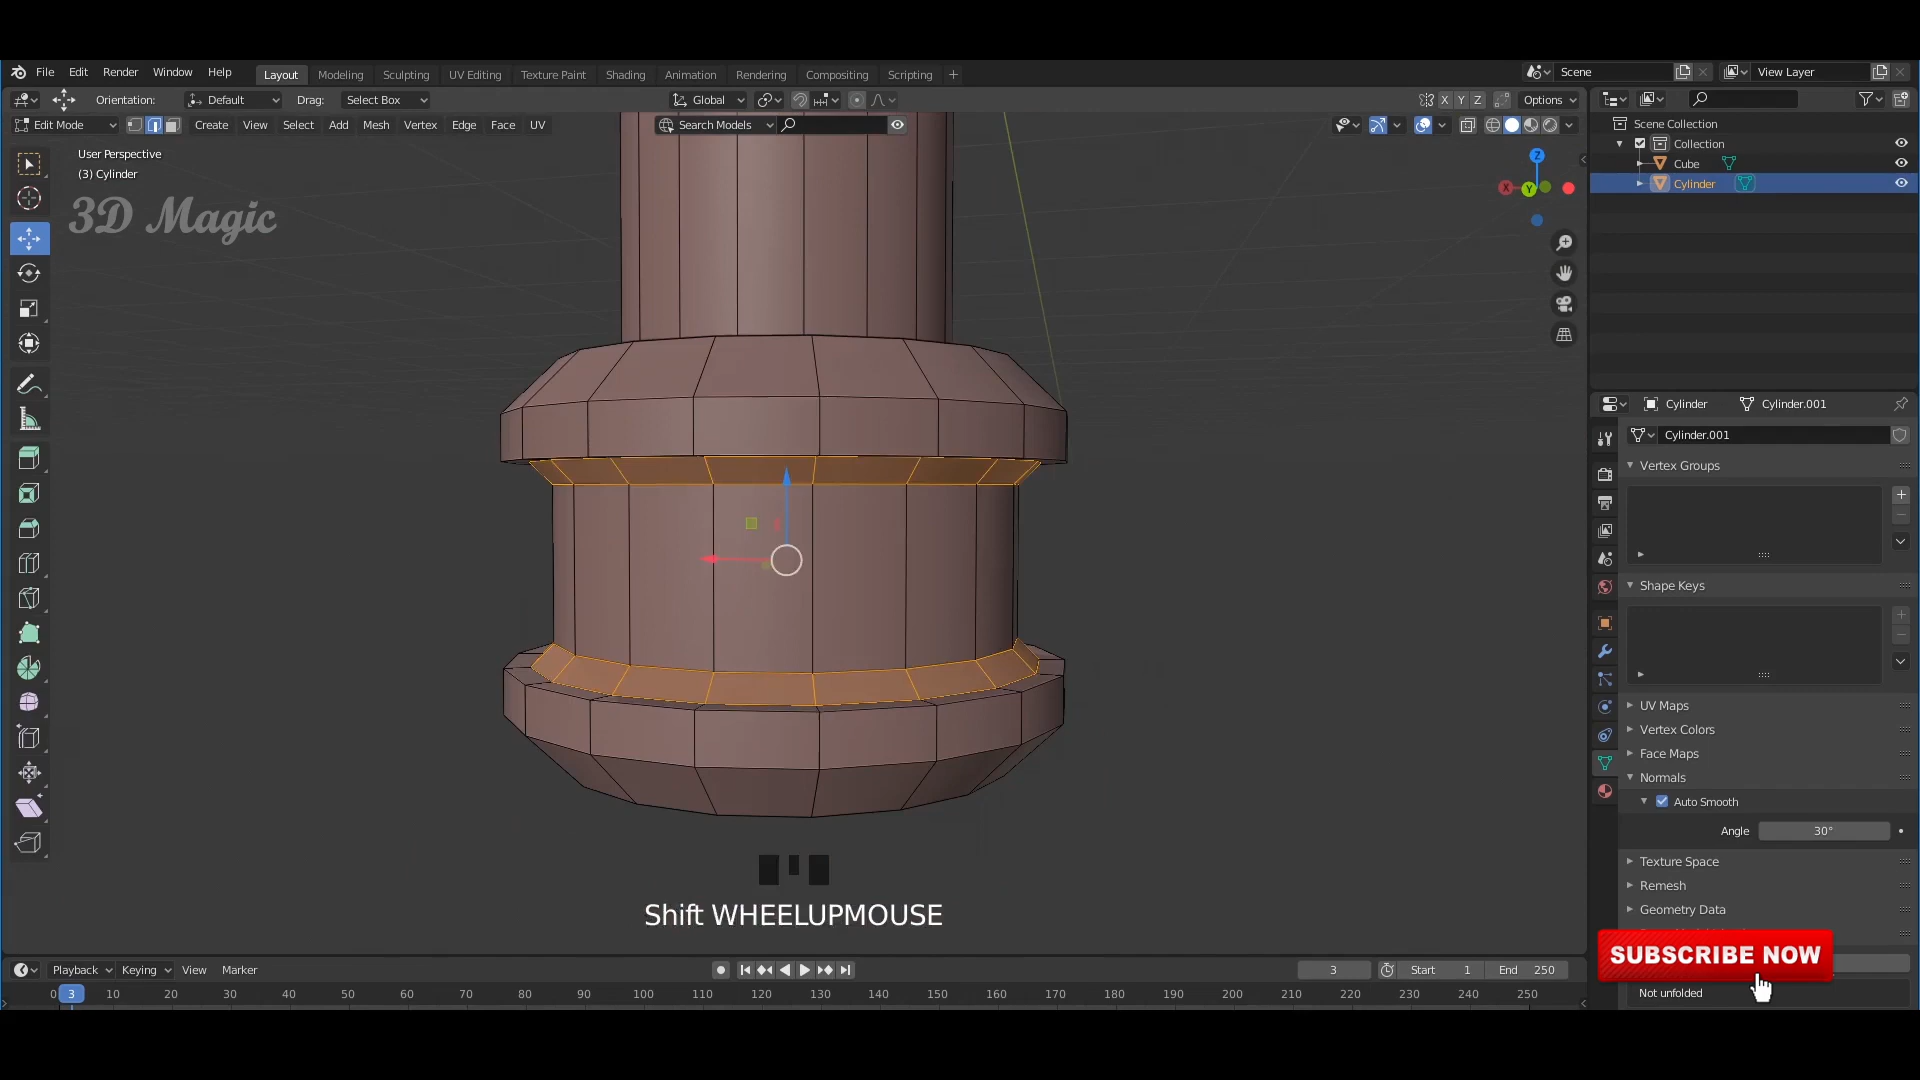 File Edit Render Window Help Layout Modeling Sculpting UV Editing Texture Paint Shading Animation Rendering Compositing Scripting + Scene View Layer
Orientation: Default Drag: Select Box Global X Y Z Options
Edit Mode Create View Select Add Mesh Vertex Edge Face UV Search Models
User Perspective
(3) Cylinder
3D Magic
Z
X
Y
Scene Collection
Collection
Cube
Cylinder
Cylinder Cylinder.001
Cylinder.001
Vertex Groups
Shape Keys
UV Maps
Vertex Colors
Face Maps
Normals
Auto Smooth
Angle 30°
Texture Space
Remesh
Geometry Data
SUBSCRIBE NOW
Not unfolded
Shift WHEELUPMOUSE
Playback Keying View Marker 3 Start 1 End 250
0 3 10 20 30 40 50 60 70 80 90 100 110 120 130 140 150 160 170 180 190 200 210 220 230 240 250